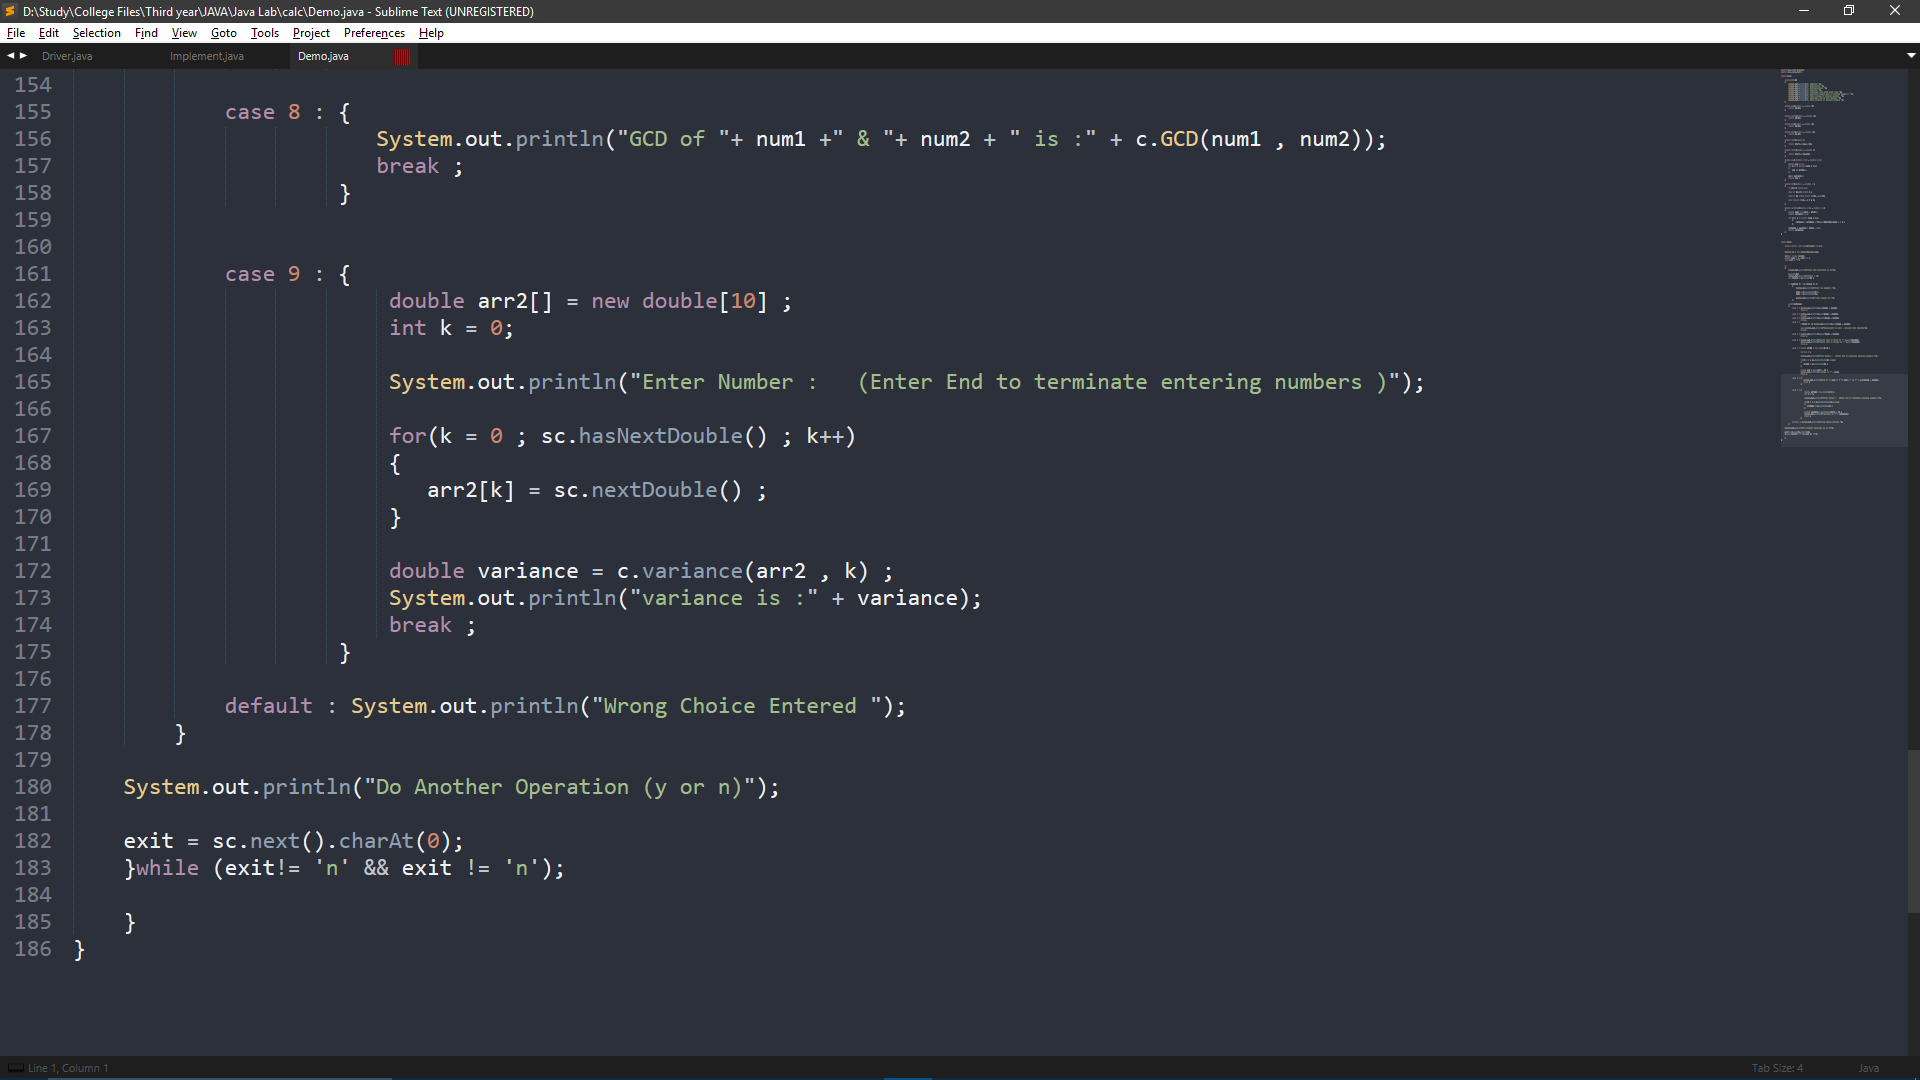 D:\Study\College Files\Third year\JAVA\Java Lab\calc\Demo.java - Sublime Text (UNREGISTERED)
File Edit Selection Find View Goto Tools Project Preferences Help
Driver.java Implement.java Demo.java
154
155 case 8 : {
156 System.out.println("GCD of "+ num1 +" & "+ num2 + " is :" + c.GCD(num1 , num2));
157 break ;
158 }
159
160
161 case 9 : {
162 double arr2[] = new double[10] ;
163 int k = 0;
164
165 System.out.println("Enter Number :   (Enter End to terminate entering numbers )");
166
167 for(k = 0 ; sc.hasNextDouble() ; k++)
168 {
169 arr2[k] = sc.nextDouble() ;
170 }
171
172 double variance = c.variance(arr2 , k) ;
173 System.out.println("variance is :" + variance);
174 break ;
175 }
176
177 default : System.out.println("Wrong Choice Entered ");
178 }
179
180 System.out.println("Do Another Operation (y or n)");
181
182 exit = sc.next().charAt(0);
183 }while (exit!= 'n' && exit != 'n');
184
185 }
186 }
Line 1, Column 1 Tab Size: 4 Java